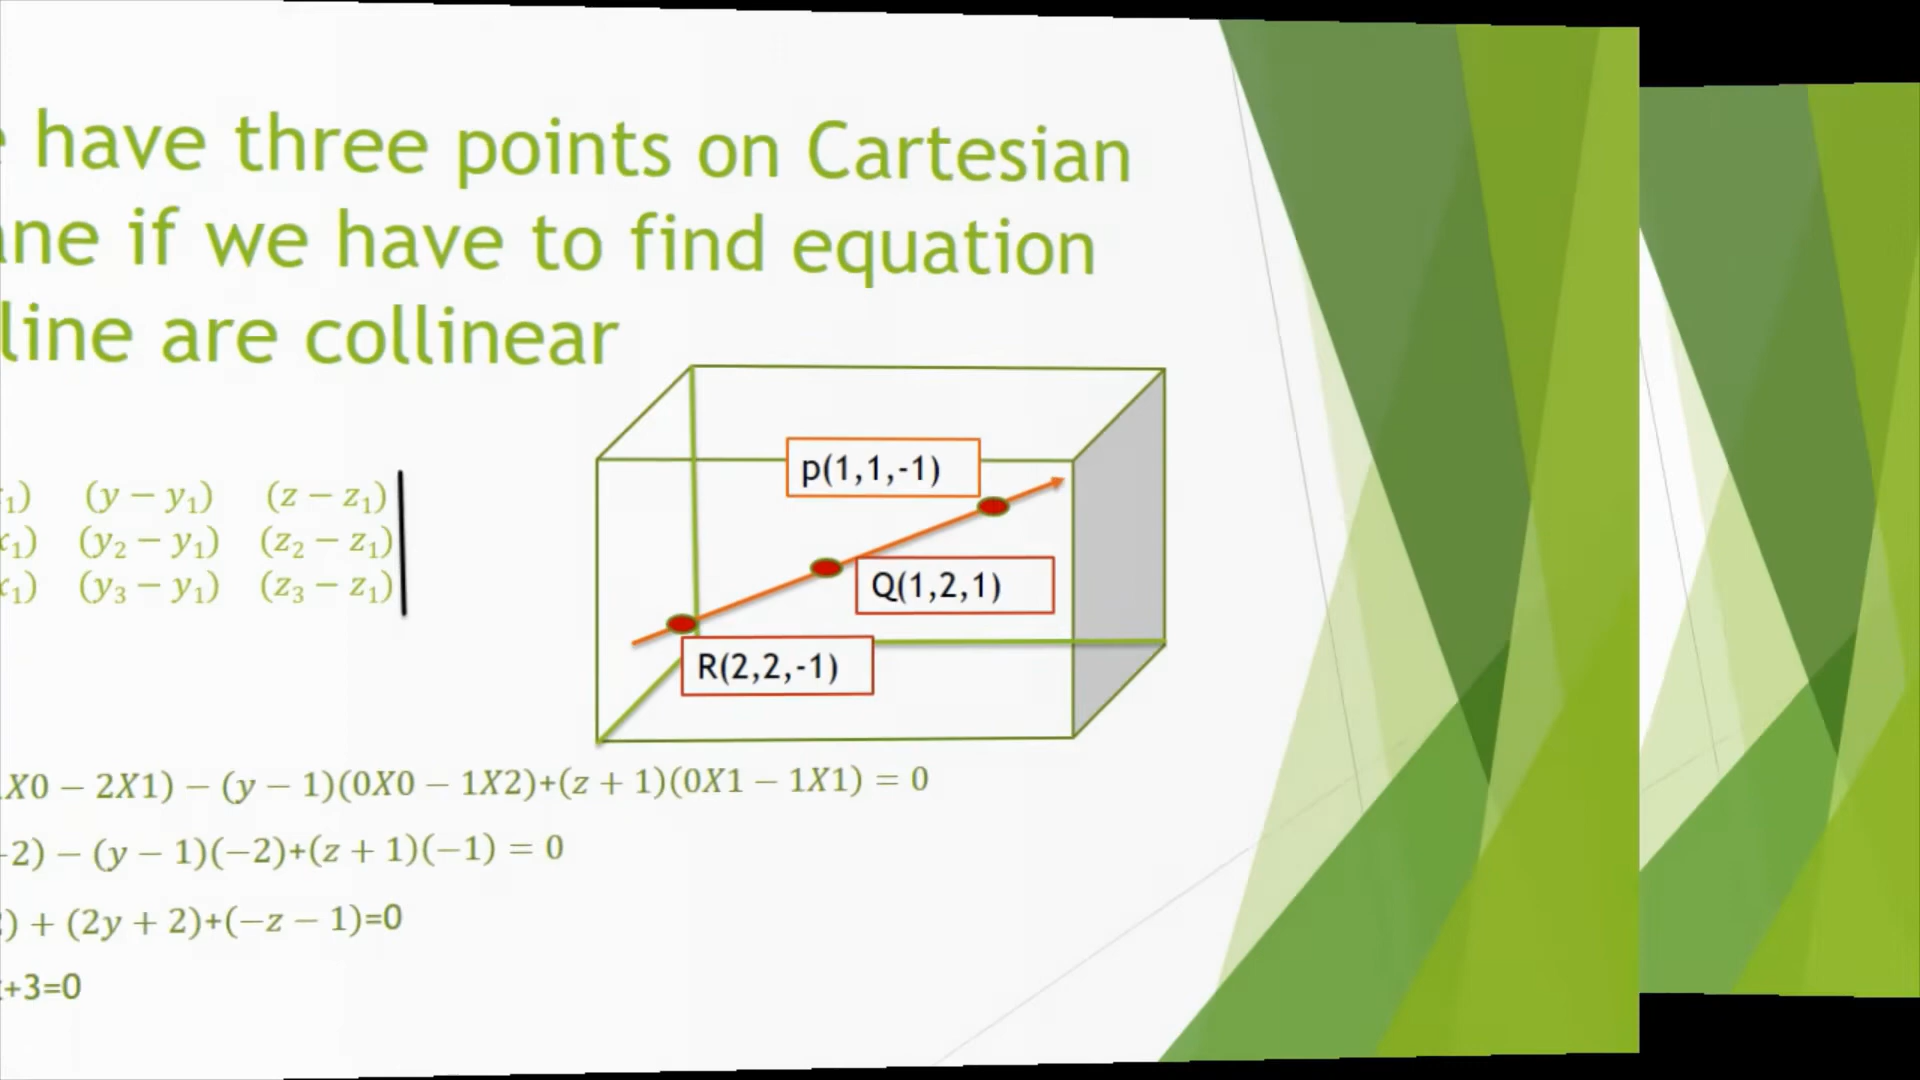 have three points on Cartesian
if we have to find equation
line are collinear
p(1,1,-1)
(y − y₁) (z − z₁)
(y₂ − y₁) (z₂ − z₁)
(y₃ − y₁) (z₃ − z₁)
Q(1,2,1)
R(2,2,-1)
X0 − 2X1) − (y − 1)(0X0 − 1X2)+(z + 1)(0X1 − 1X1) = 0
2) − (y − 1)(−2)+(z + 1)(−1) = 0
) + (2y + 2)+(−z − 1)=0
+3=0